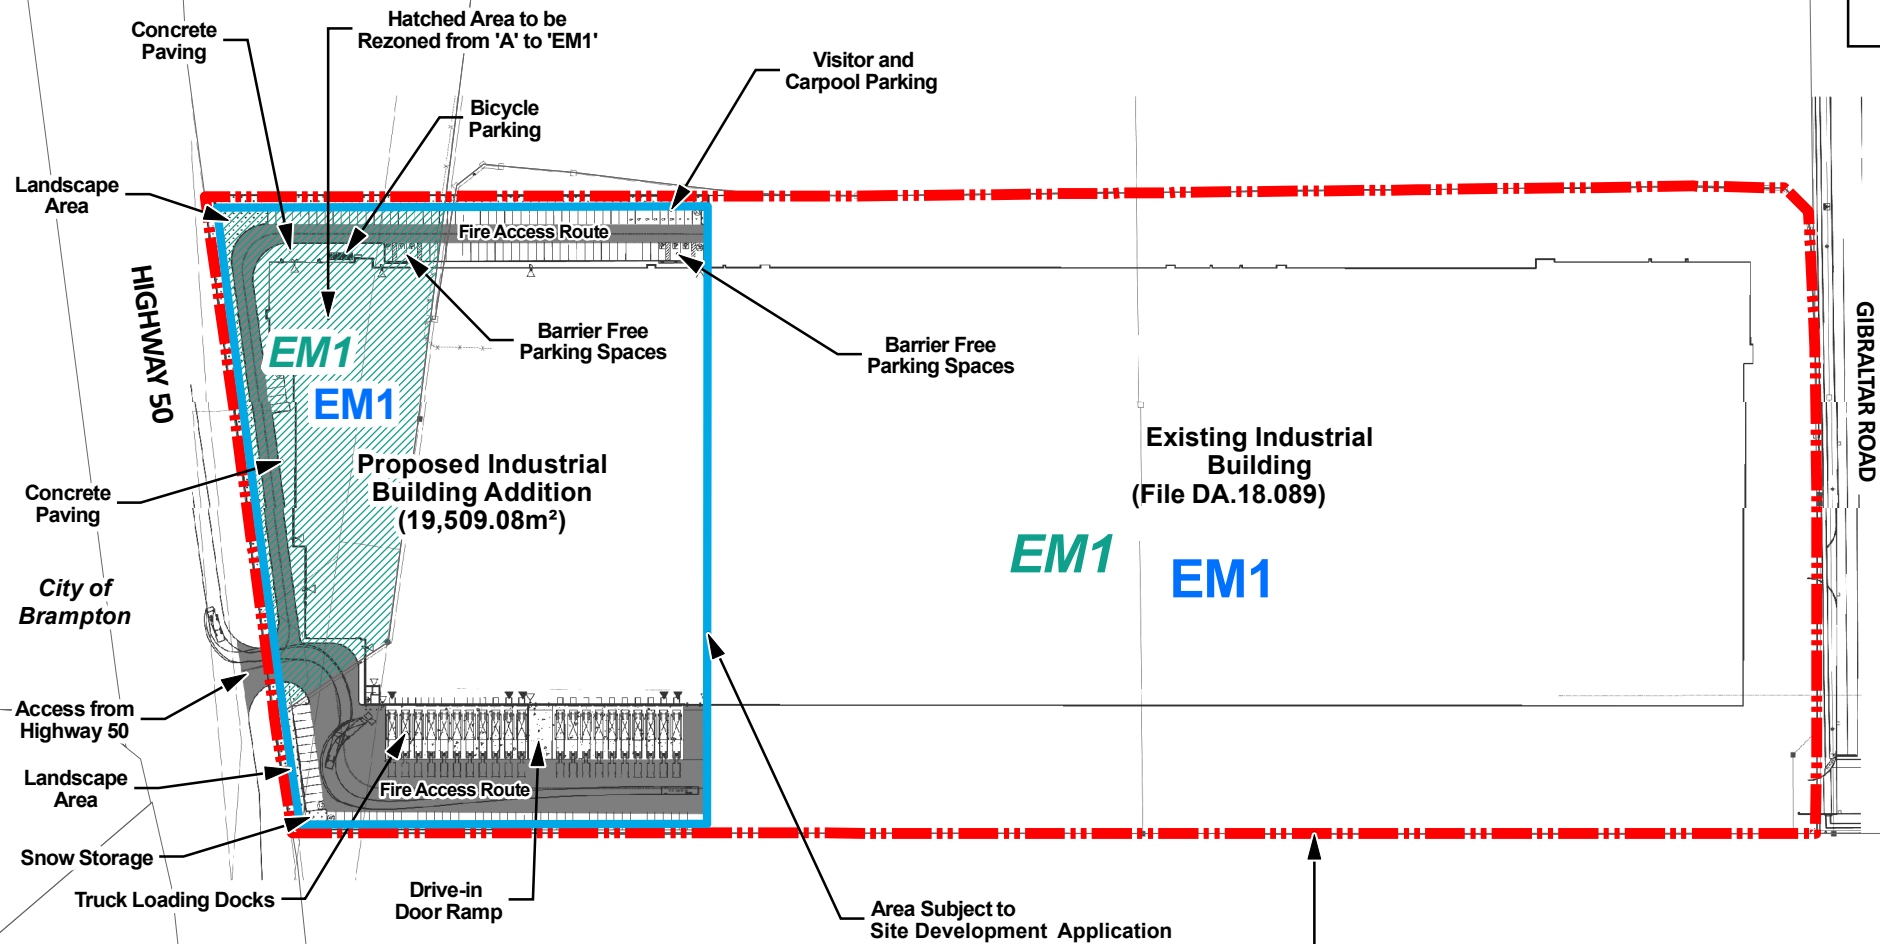 Concrete
Paving
Hatched Area to be
Rezoned from 'A' to 'EM1'
Visitor and
Carpool Parking
Bicycle
Parking
Landscape
Area
Fire Access Route
HIGHWAY 50
GIBRALTAR ROAD
Barrier Free
Parking Spaces
Barrier Free
Parking Spaces
EM1
EM1
Proposed Industrial
Building Addition
(19,509.08m²)
Existing Industrial
Building
(File DA.18.089)
Concrete
Paving
EM1
EM1
City of
Brampton
Access from
Highway 50
Landscape
Area
Fire Access Route
Snow Storage
Truck Loading Docks
Drive-in
Door Ramp
Area Subject to
Site Development Application